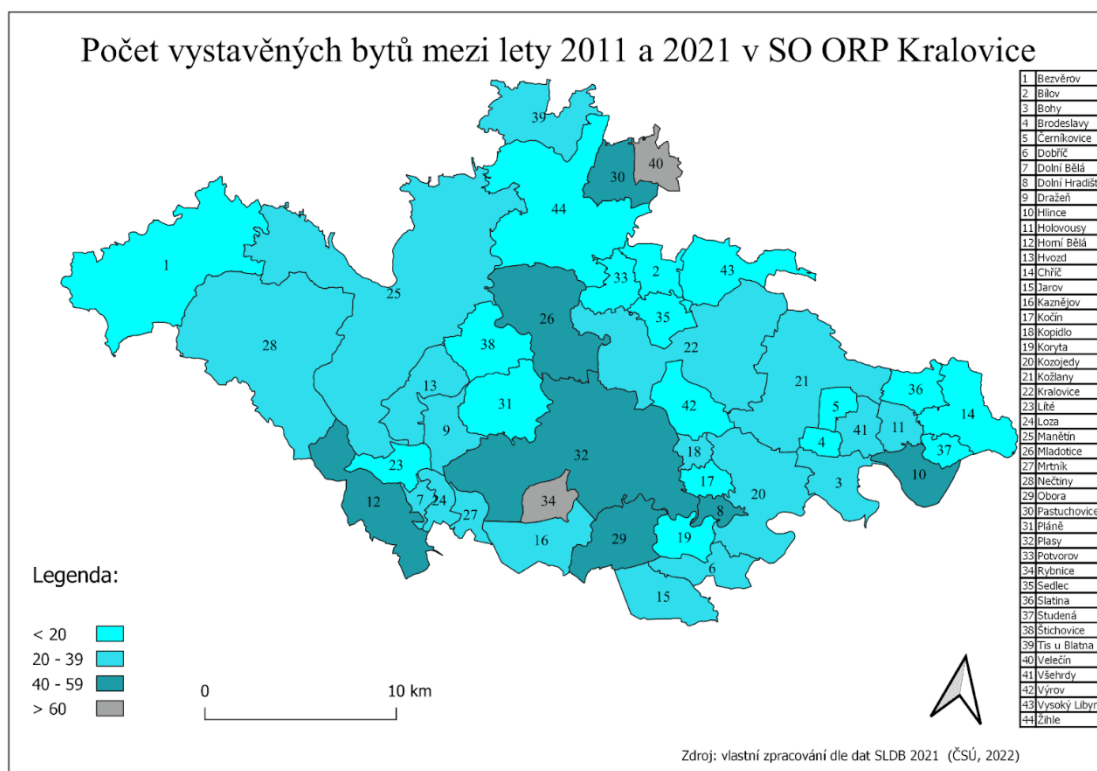 Počet vystavěných bytů mezi lety 2011 a 2021 v SO ORP Kralovice
1 Bezvěrov
2 Bílov
3 Bohy
4 Brodeslavy
5 Černíkovice
6 Dobříč
7 Dolní Bělá
8 Dolní Hradišt
9 Dražeň
10 Hlince
11 Holovousy
12 Horní Bělá
13 Hvozd
14 Chříč
15 Jarov
16 Kaznějov
17 Kočín
18 Kopidlo
19 Koryta
20 Kozojedy
21 Kožlany
22 Kralovice
23 Líté
24 Loza
25 Manětín
26 Mladotice
27 Mrtník
28 Nečtiny
29 Obora
30 Pastuchovice
31 Pláně
32 Plasy
33 Potvorov
34 Rybnice
35 Sedlec
36 Slatina
37 Studená
38 Štichovice
39 Tis u Blatna
40 Velečín
41 Všehrdy
42 Výrov
43 Vysoký Libyn
44 Žihle
39
40
30
44
1
33
2
43
25
35
26
28
22
38
13
21
36
31
14
42
5
9
41
11
4
37
32
18
23
10
17
3
20
34
12
7
24
8
27
29
19
16
6
15
Legenda:
< 20
20 - 39
40 - 59
> 60
0 10 km
Zdroj: vlastní zpracování dle dat SLDB 2021 (ČSÚ, 2022)